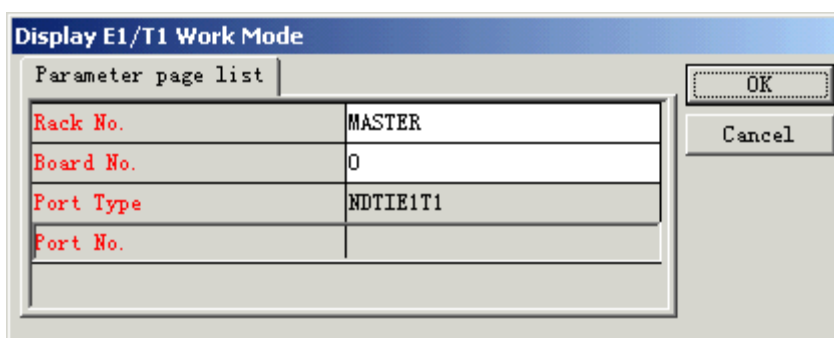 Display E1/T1 Work Mode
Parameter page list
OK
Rack No. MASTER
Cancel
Board No. 0
Port Type NDTIE1T1
Port No.